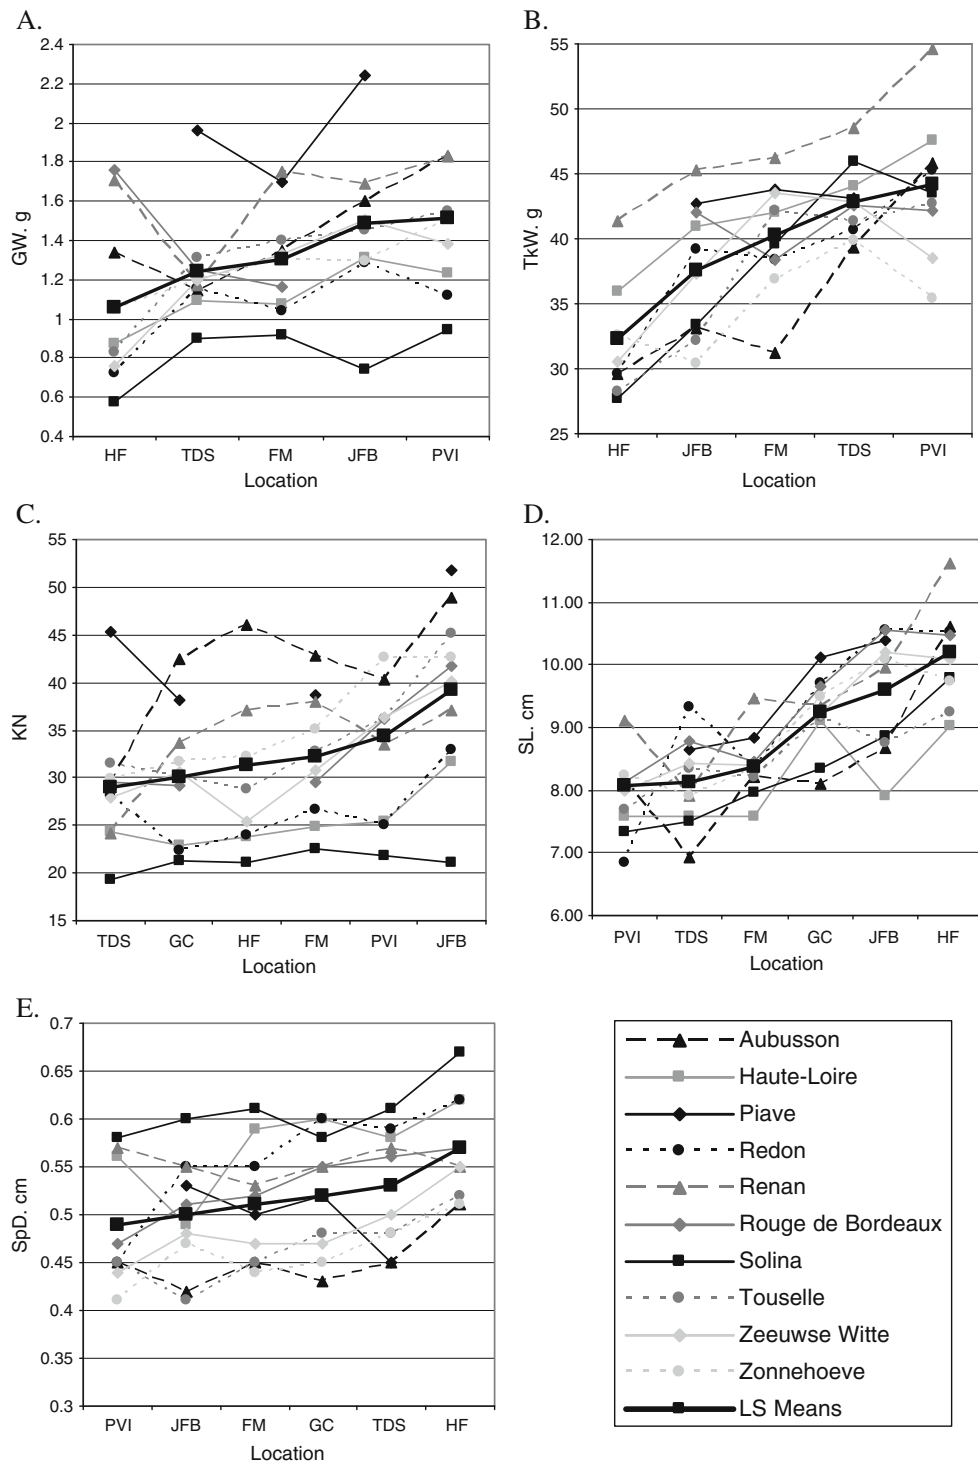 A.
GW. g
2.4
2.2
2
1.8
1.6
1.4
1.2
1
0.8
0.6
0.4
HF TDS FM JFB PVI
Location
B.
TkW. g
55
50
45
40
35
30
25
HF JFB FM TDS PVI
Location
C.
KN
55
50
45
40
35
30
25
20
15
TDS GC HF FM PVI JFB
Location
D.
SL. cm
12.00
11.00
10.00
9.00
8.00
7.00
6.00
PVI TDS FM GC JFB HF
Location
E.
SpD. cm
0.7
0.65
0.6
0.55
0.5
0.45
0.4
0.35
0.3
PVI JFB FM GC TDS HF
Location
Aubusson
Haute-Loire
Piave
Redon
Renan
Rouge de Bordeaux
Solina
Touselle
Zeeuwse Witte
Zonnehoeve
LS Means